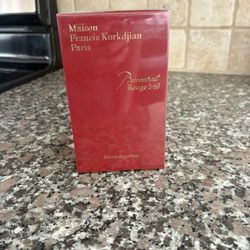 Maison
Francis Kurkdjian
Paris
Baccarat
Rouge 540
Extrait de parfum